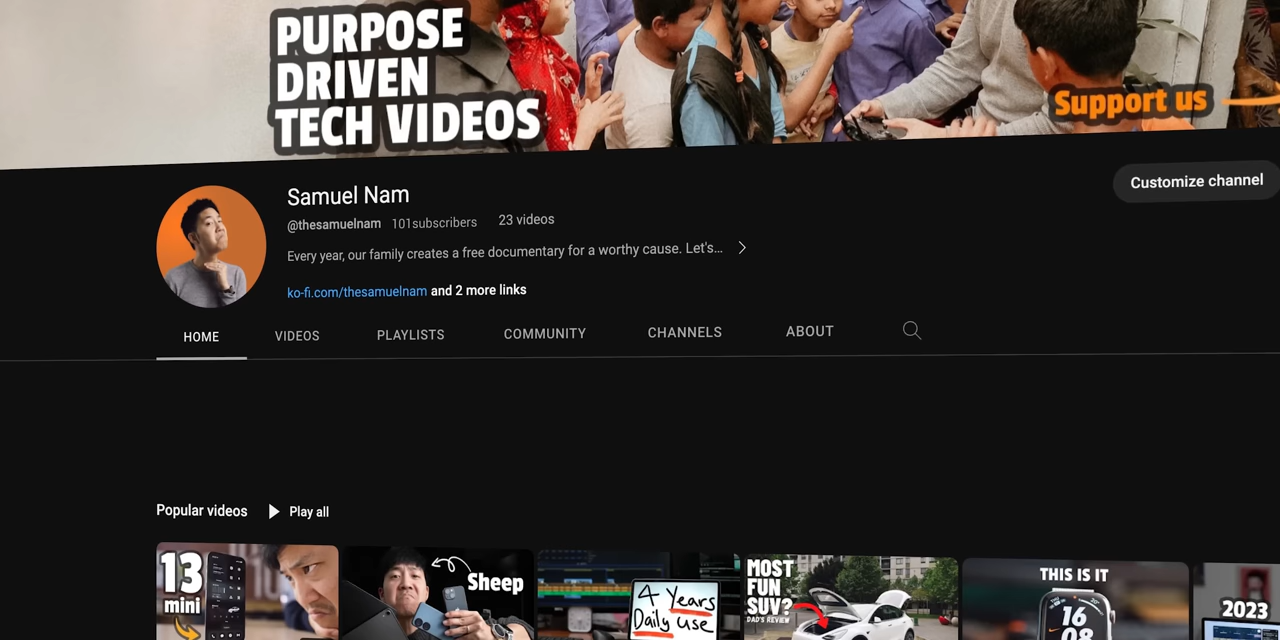 PURPOSE
DRIVEN
TECH VIDEOS
Support us
Customize channel
Samuel Nam
@thesamuelnam 101subscribers 23 videos
Every year, our family creates a free documentary for a worthy cause. Let's...
ko-fi.com/thesamuelnam and 2 more links
HOME VIDEOS PLAYLISTS COMMUNITY CHANNELS ABOUT
Popular videos Play all
13
mini
Sheep
4 Years
Daily use
MOST
FUN
SUV?
DAD'S REVIEW
THIS IS IT
16
08
2023